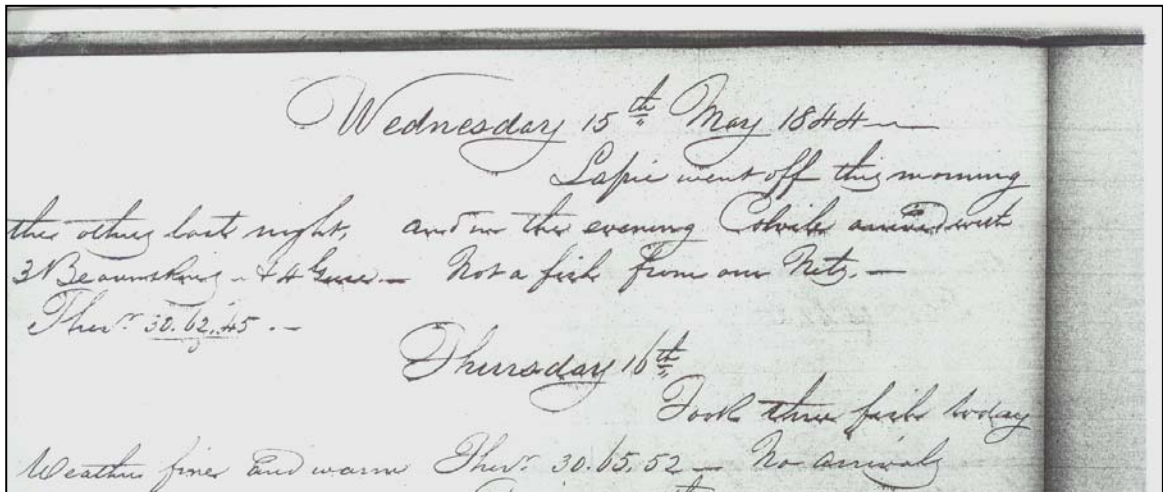 Wednesday 15th May 1844 —
Lapie went off this morning
the other last night, and in the evening Colvile arrived with
3 Beaverskins - & 4 Geese. — Not a fish from our Nets. —
Ther.r 30.62.45 . —
Thursday 16th
Took three fish today
Weather finer and warm Ther.r 30.65.52 — No arrivals